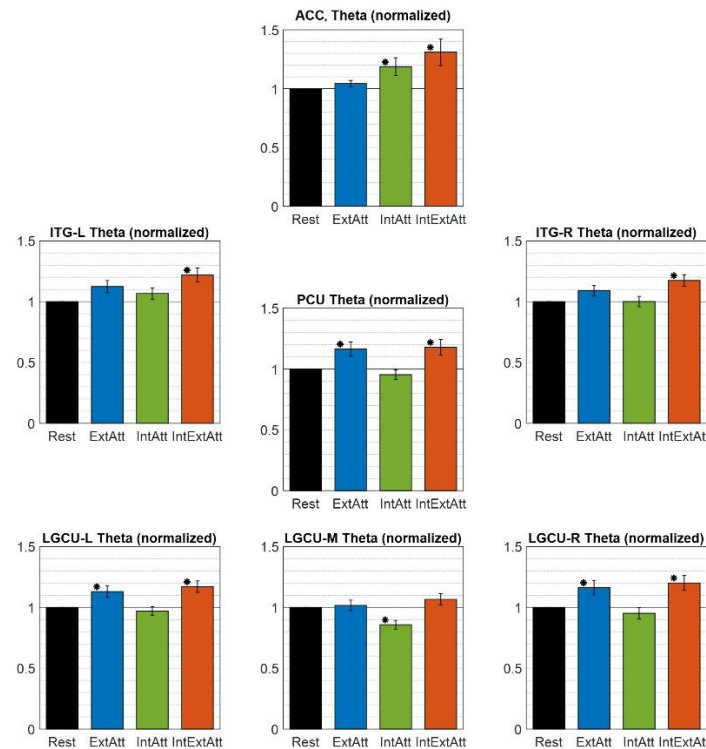 ACC, Theta (normalized)
1.5
1
0.5
0
Rest ExtAtt IntAtt IntExtAtt
ITG-L Theta (normalized)
1.5
1
0.5
0
Rest ExtAtt IntAtt IntExtAtt
ITG-R Theta (normalized)
1.5
1
0.5
0
Rest ExtAtt IntAtt IntExtAtt
PCU Theta (normalized)
1.5
1
0.5
0
Rest ExtAtt IntAtt IntExtAtt
LGCU-L Theta (normalized)
1.5
1
0.5
0
Rest ExtAtt IntAtt IntExtAtt
LGCU-M Theta (normalized)
1.5
1
0.5
0
Rest ExtAtt IntAtt IntExtAtt
LGCU-R Theta (normalized)
1.5
1
0.5
0
Rest ExtAtt IntAtt IntExtAtt